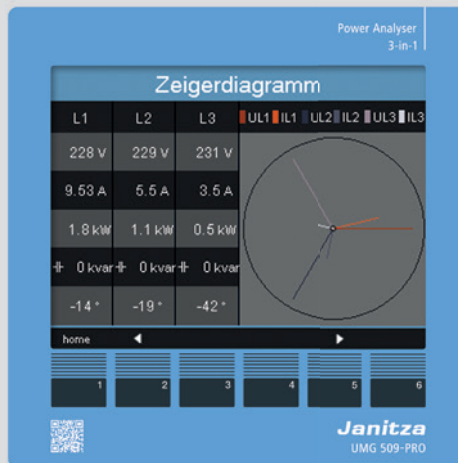 Power Analyser
3-in-1
Zeigerdiagramm
L1 L2 L3 UL1 IL1 UL2 IL2 UL3 IL3
228 V 229 V 231 V
9.53 A 5.5 A 3.5 A
1.8 kW 1.1 kW 0.5 kW
0 kvar 0 kvar 0 kvar
-14 ° -19 ° -42 °
home
1 2 3 4 5 6
Janitza
UMG 509-PRO